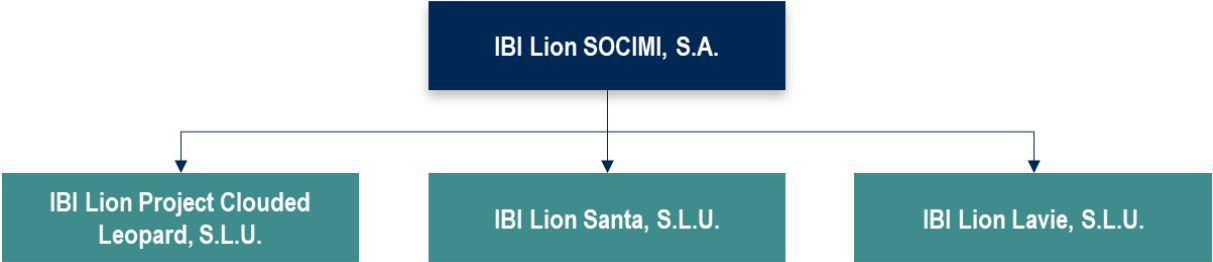 IBI Lion SOCIMI, S.A.
IBI Lion Project Clouded
Leopard, S.L.U.
IBI Lion Santa, S.L.U.
IBI Lion Lavie, S.L.U.